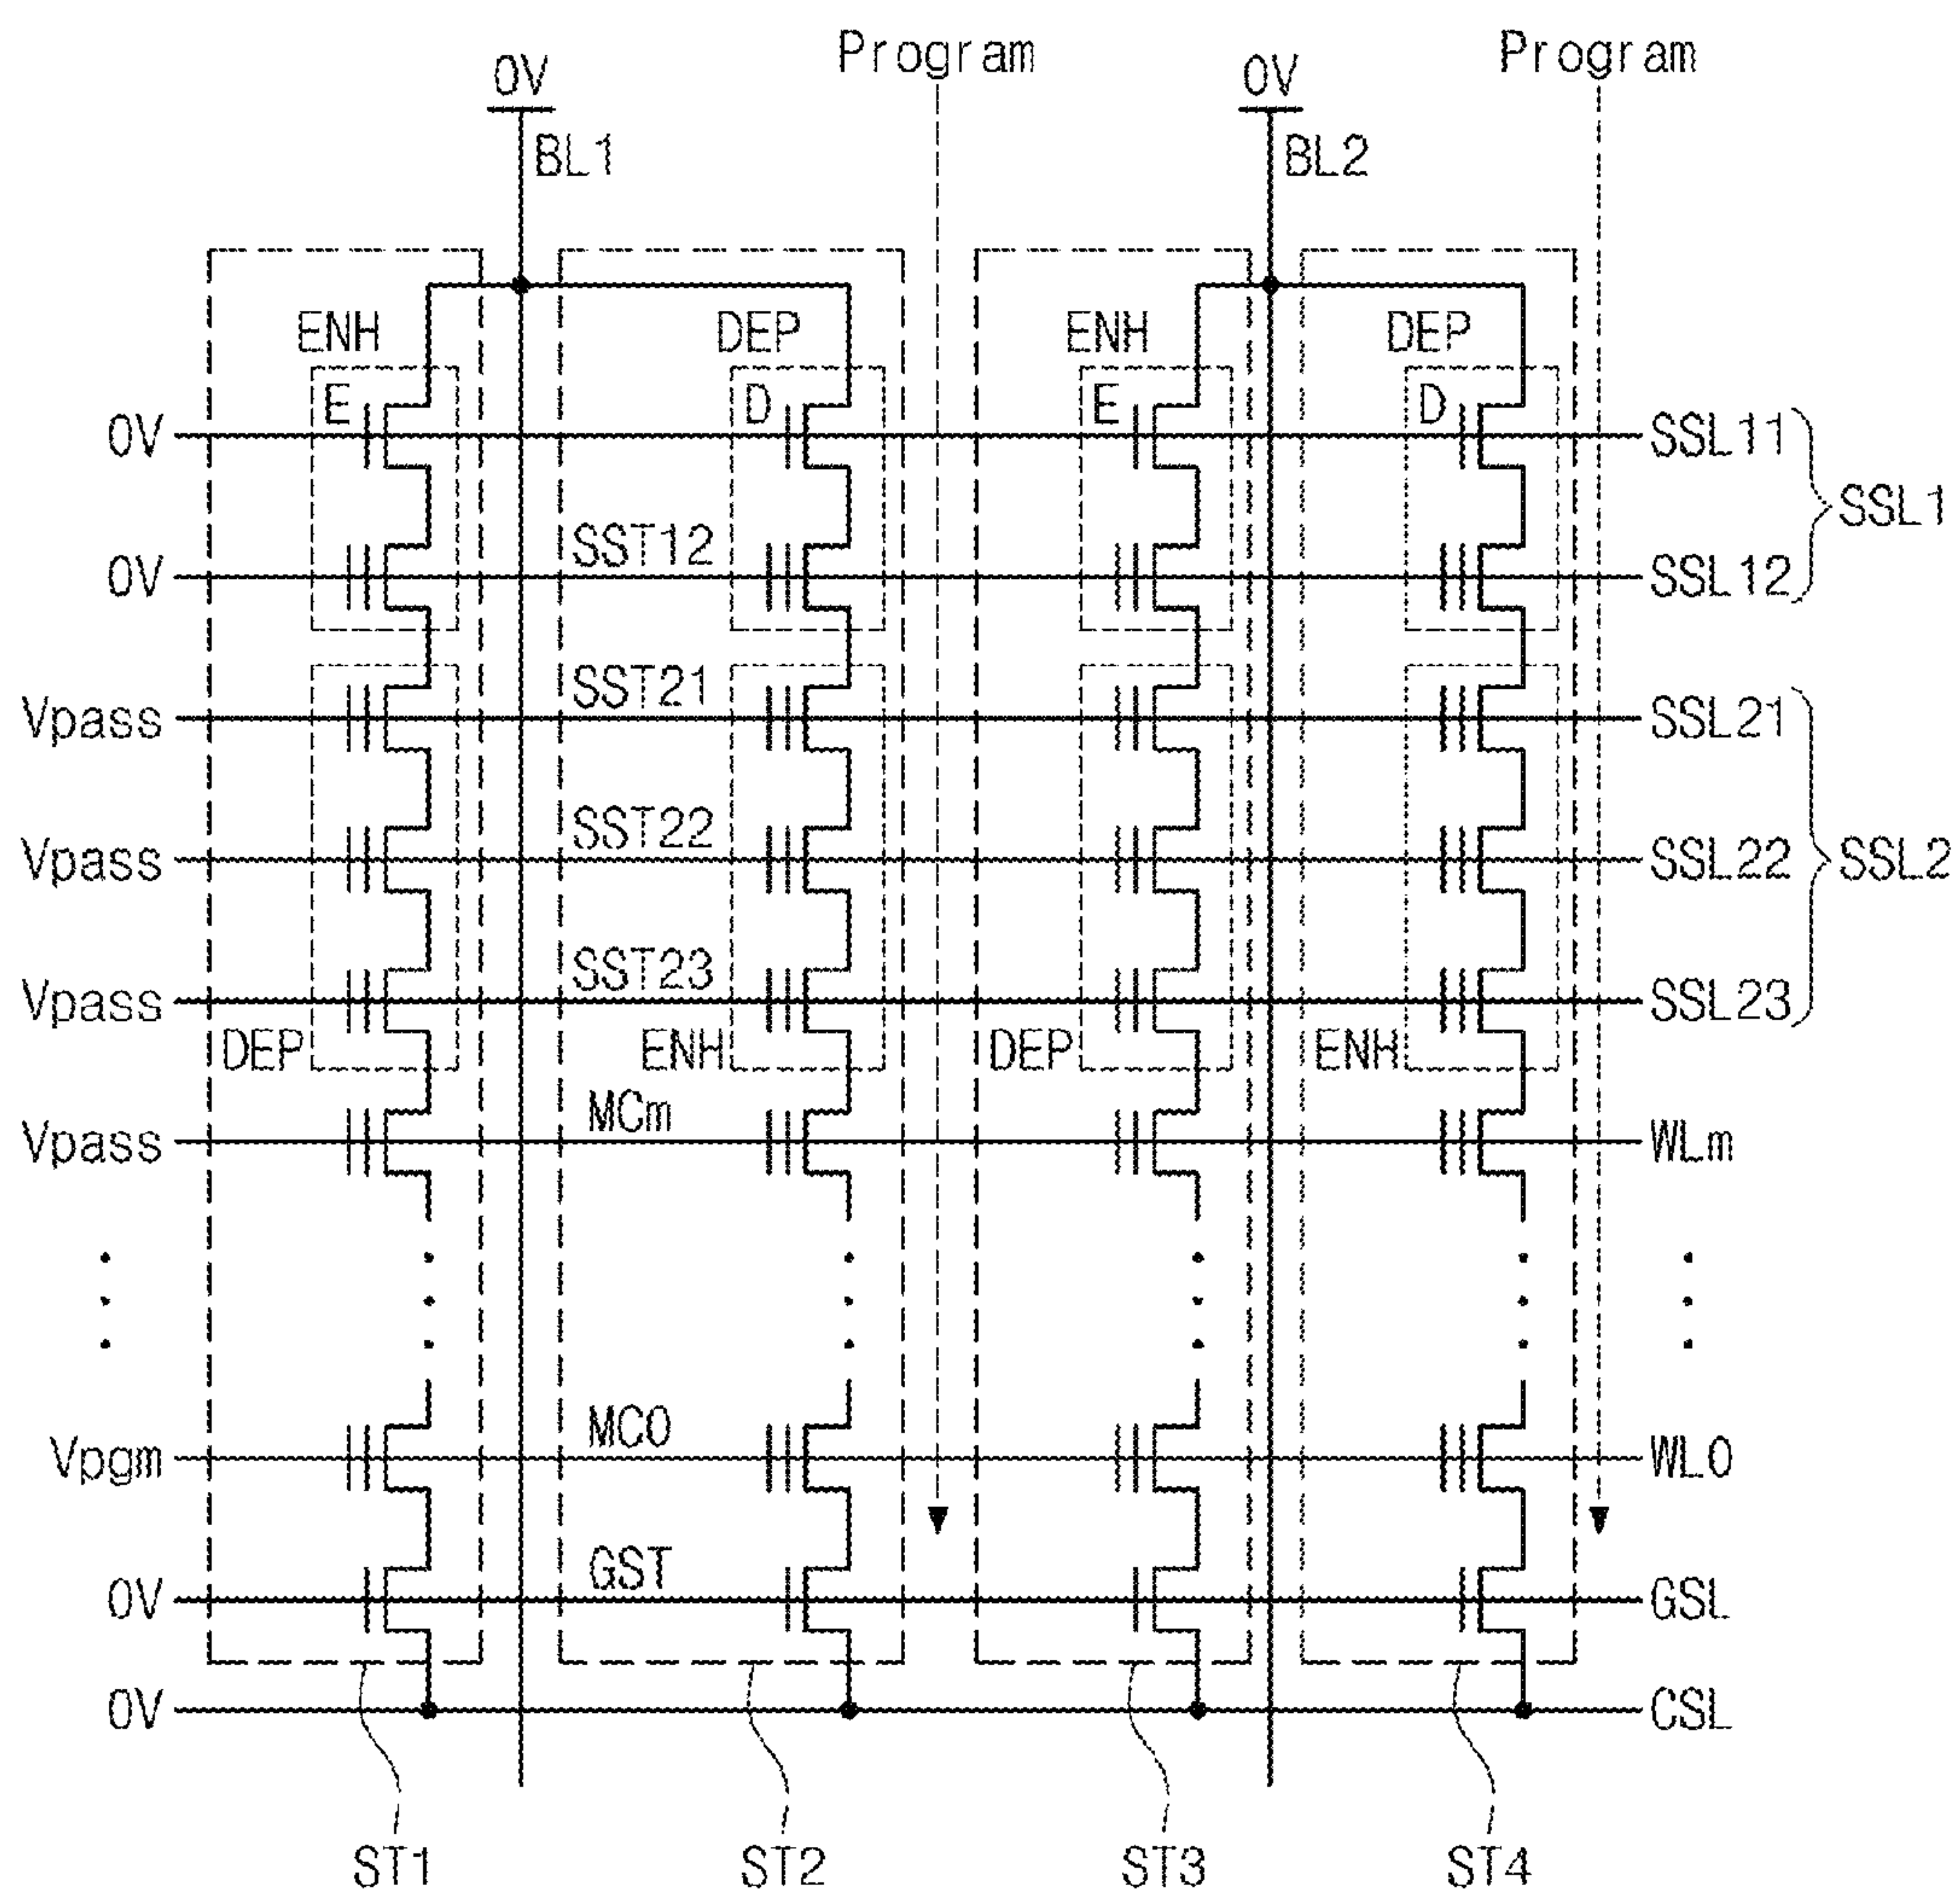 Program Program
0V 0V
BL1 BL2
ENH DEP ENH DEP
E D E D
0V SSL11
SSL1
SST12
0V SSL12
SST21
Vpass SSL21
SST22
Vpass SSL22 SSL2
SST23
Vpass SSL23
DEP ENH DEP ENH
MCm
Vpass WLm
MC0
Vpgm WL0
GST
0V GSL
0V CSL
ST1 ST2 ST3 ST4